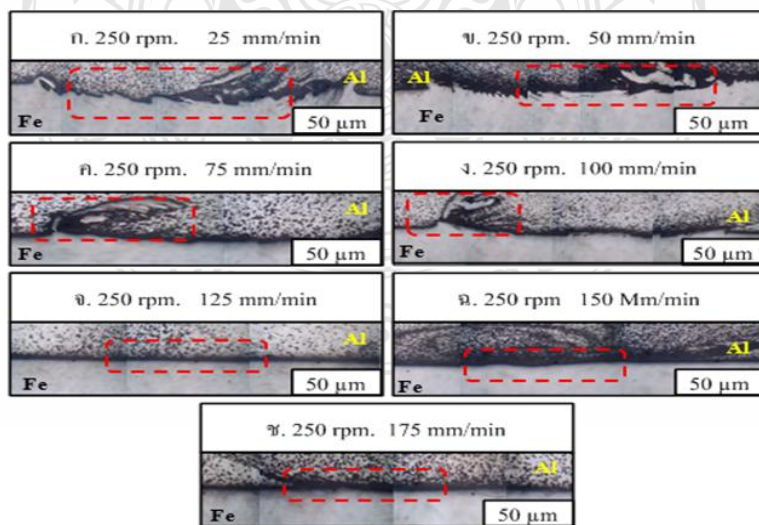 ก. 250 rpm. 25 mm/min
Al
Fe
50 µm
ข. 250 rpm. 50 mm/min
Al
Fe
50 µm
ค. 250 rpm. 75 mm/min
Al
Fe
50 µm
ง. 250 rpm. 100 mm/min
Al
Fe
50 µm
จ. 250 rpm. 125 mm/min
Al
Fe
50 µm
ฉ. 250 rpm 150 Mm/min
Al
Fe
50 µm
ช. 250 rpm. 175 mm/min
Al
Fe
50 µm